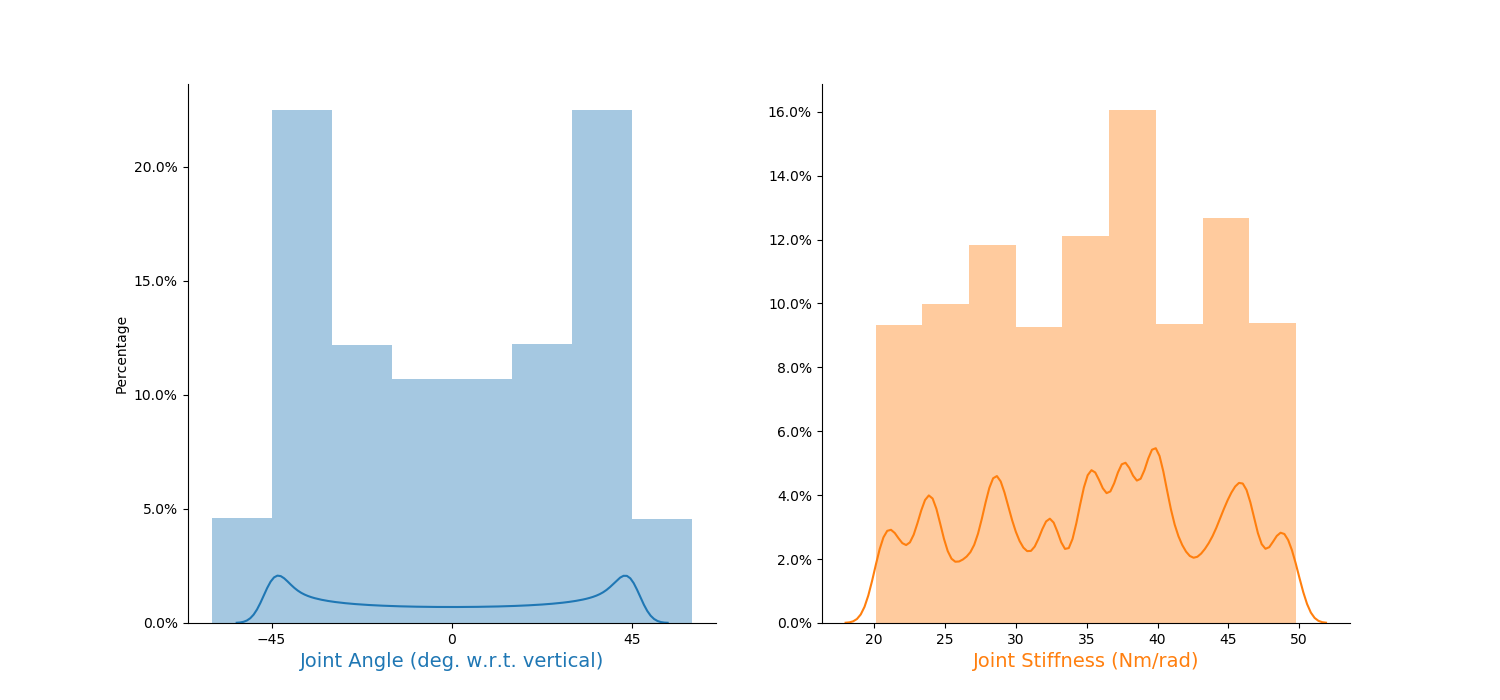 Percentage
20.0%
15.0%
10.0%
5.0%
0.0%
−45 0 45
Joint Angle (deg. w.r.t. vertical)
16.0%
14.0%
12.0%
10.0%
8.0%
6.0%
4.0%
2.0%
0.0%
20 25 30 35 40 45 50
Joint Stiffness (Nm/rad)